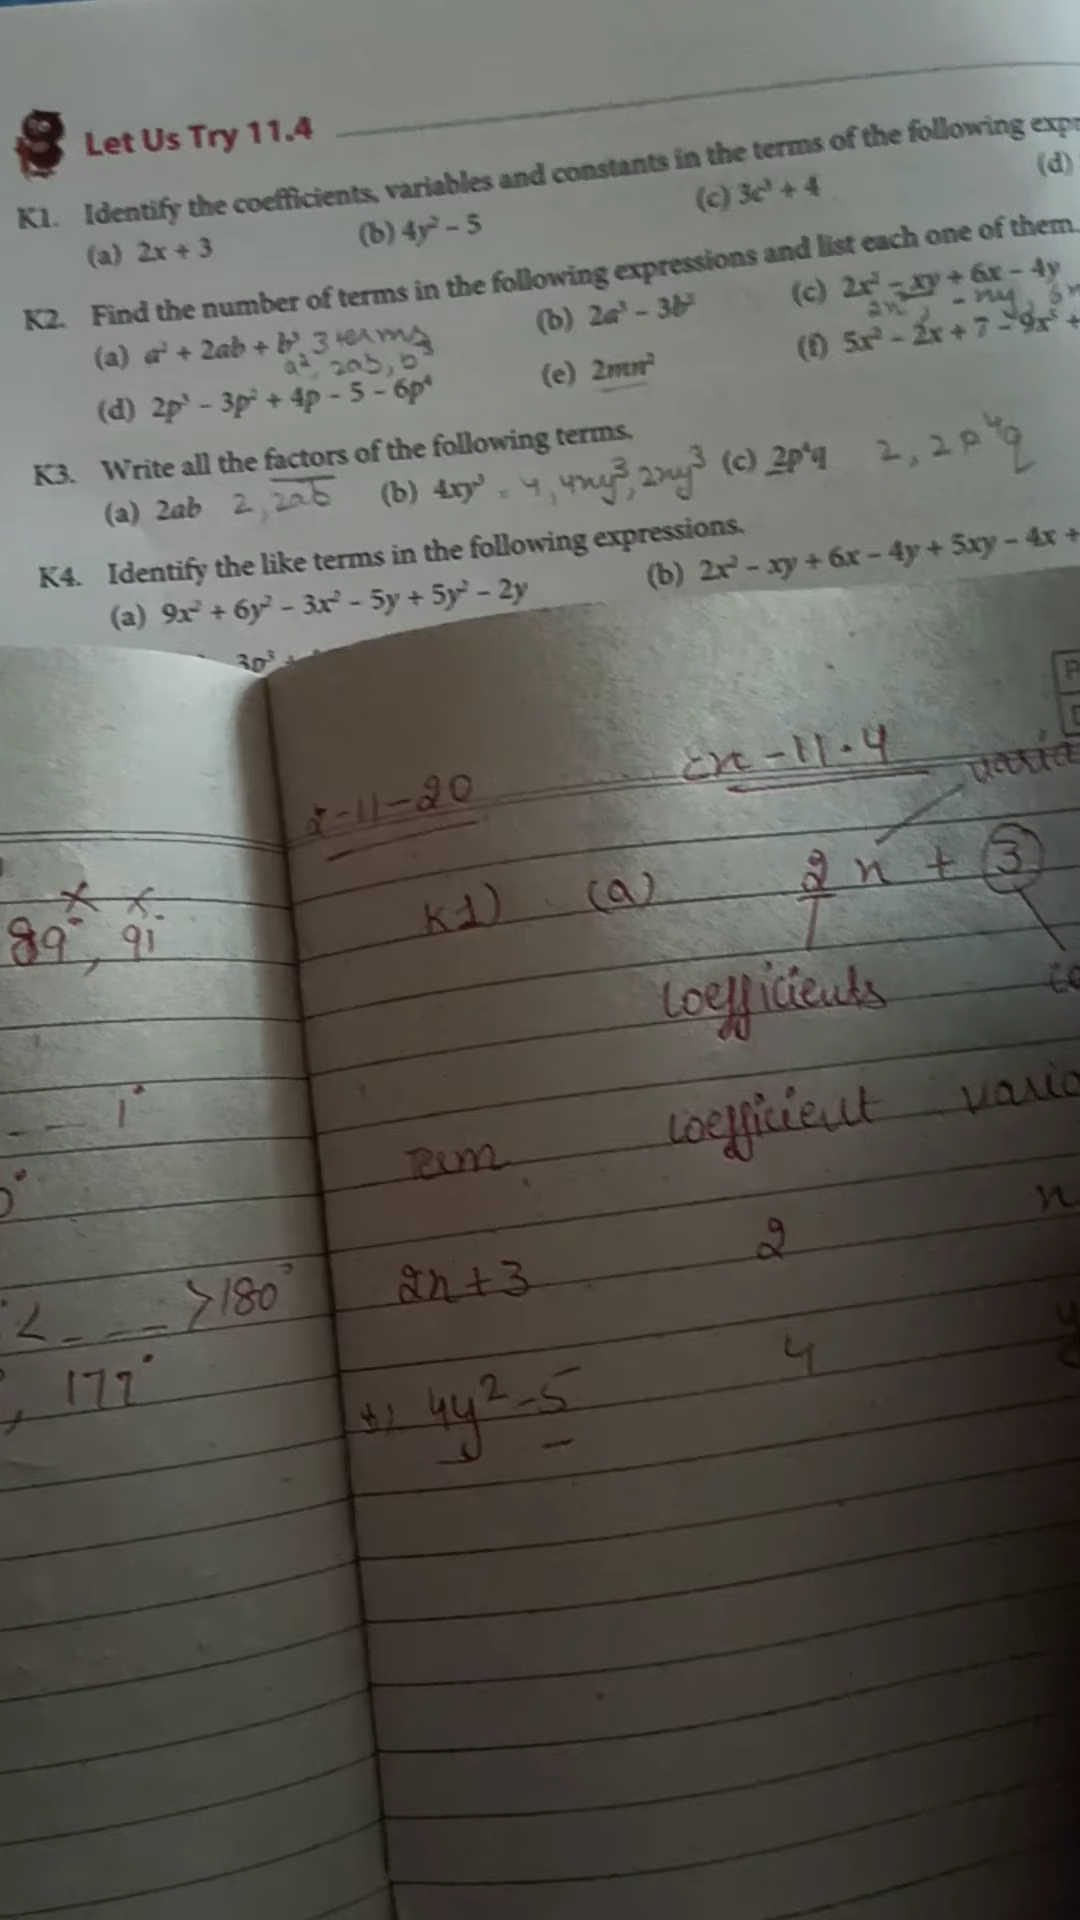 Let Us Try 11.4
K1. Identify the coefficients, variables and constants in the terms of the following
(a) 2x + 3 (b) 4y² – 5 (c) 3c³ + 4 (d)
K2. Find the number of terms in the following expressions and list each one of them.
(a) a² + 2ab + b³ 3 terms (b) 2a³ – 3b² (c) 2x² – xy + 6x – 4y
a², 2ab, b³
(d) 2p³ – 3p² + 4p – 5 – 6p⁴ (e) 2mn² (f) 5x² – 2x + 7 – 9x³ +
K3. Write all the factors of the following terms.
(a) 2ab 2, 2ab (b) 4xy³ = 4, 4xy³, 2xy³ (c) 2p⁴q 2, 2p⁴q
K4. Identify the like terms in the following expressions.
(a) 9x² + 6y² – 3x² – 5y + 5y² – 2y (b) 2x² – xy + 6x – 4y + 5xy – 4x +
-11-20 Ex-11.4
K1) (a) 2x + 3
coefficients
Term coefficient
2x+3 2 x
4y²-5 4
89°, 91
1°
< _ _ _ >180°
, 177°